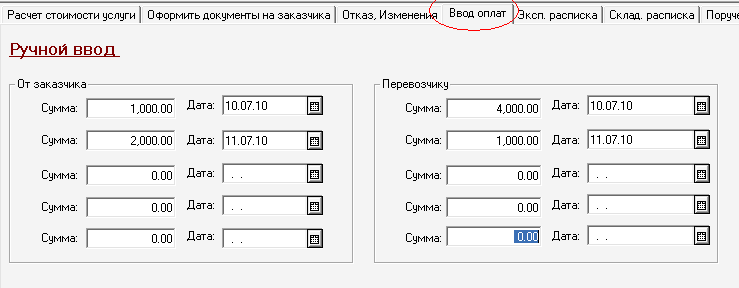 Расчет стоимости услуги Оформить документы на заказчика Отказ, Изменения Ввод оплат Эксп. расписка Склад. расписка Поруче
Ручной ввод
От заказчика Перевозчику
Сумма: 1,000.00 Дата: 10.07.10 Сумма: 4,000.00 Дата: 10.07.10
Сумма: 2,000.00 Дата: 11.07.10 Сумма: 1,000.00 Дата: 11.07.10
Сумма: 0.00 Дата: . . Сумма: 0.00 Дата: . .
Сумма: 0.00 Дата: . . Сумма: 0.00 Дата: . .
Сумма: 0.00 Дата: . . Сумма: 0.00 Дата: . .